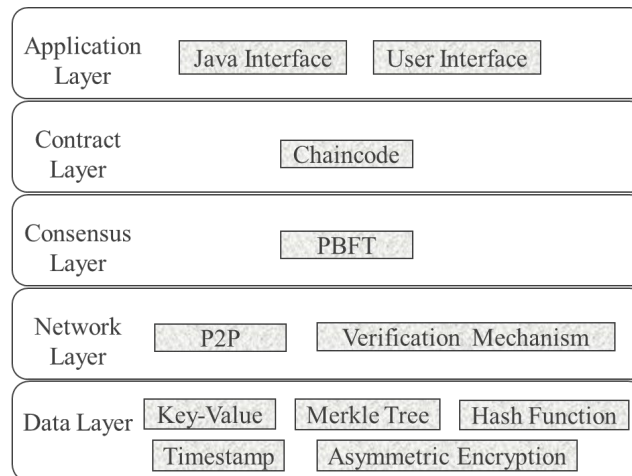 Application Layer
Java Interface
User Interface
Contract Layer
Chaincode
Consensus Layer
PBFT
Network Layer
P2P
Verification Mechanism
Data Layer
Key-Value
Merkle Tree
Hash Function
Timestamp
Asymmetric Encryption